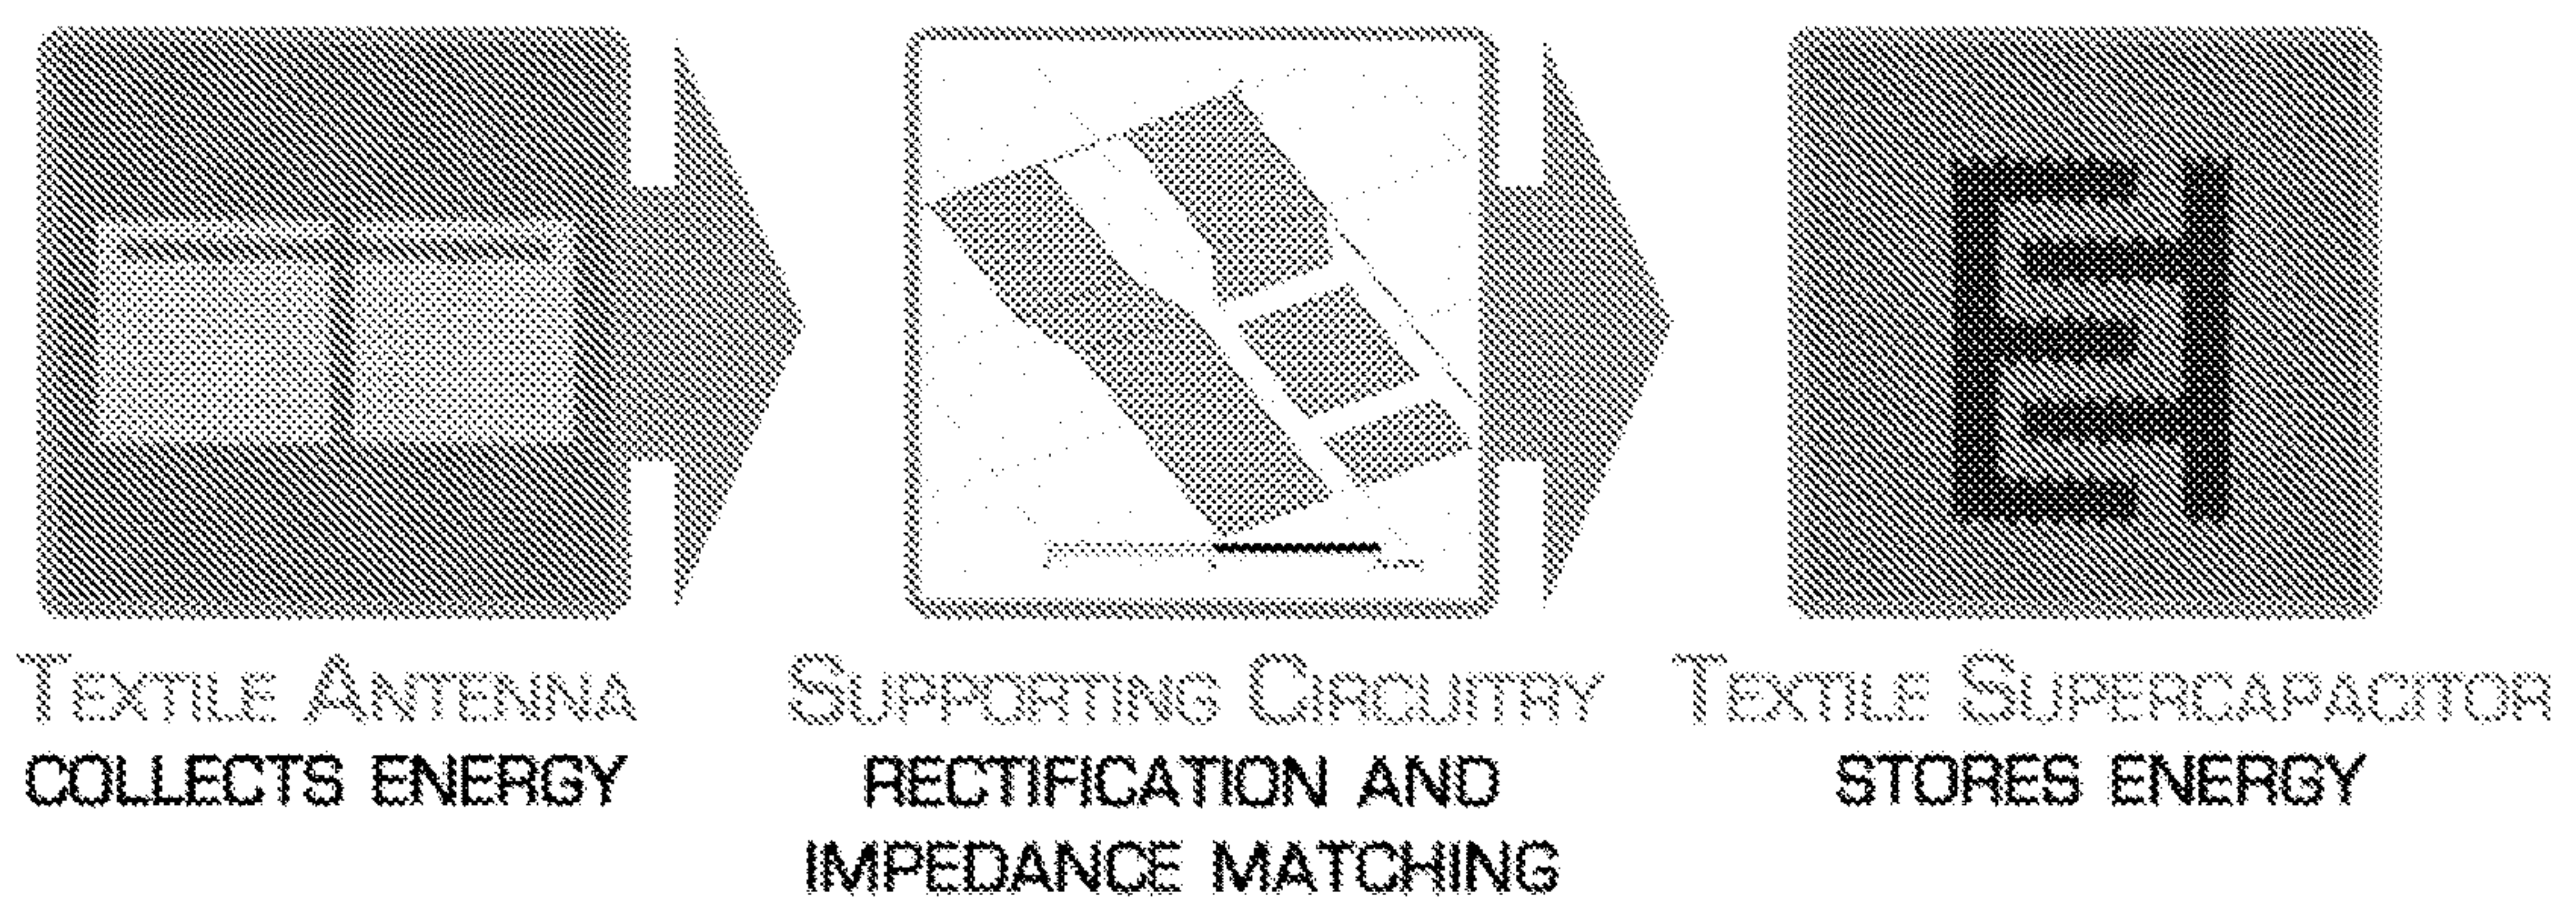 TEXTILE ANTENNA
COLLECTS ENERGY
SUPPORTING CIRCUITRY
RECTIFICATION AND
IMPEDANCE MATCHING
TEXTILE SUPERCAPACITOR
STORES ENERGY